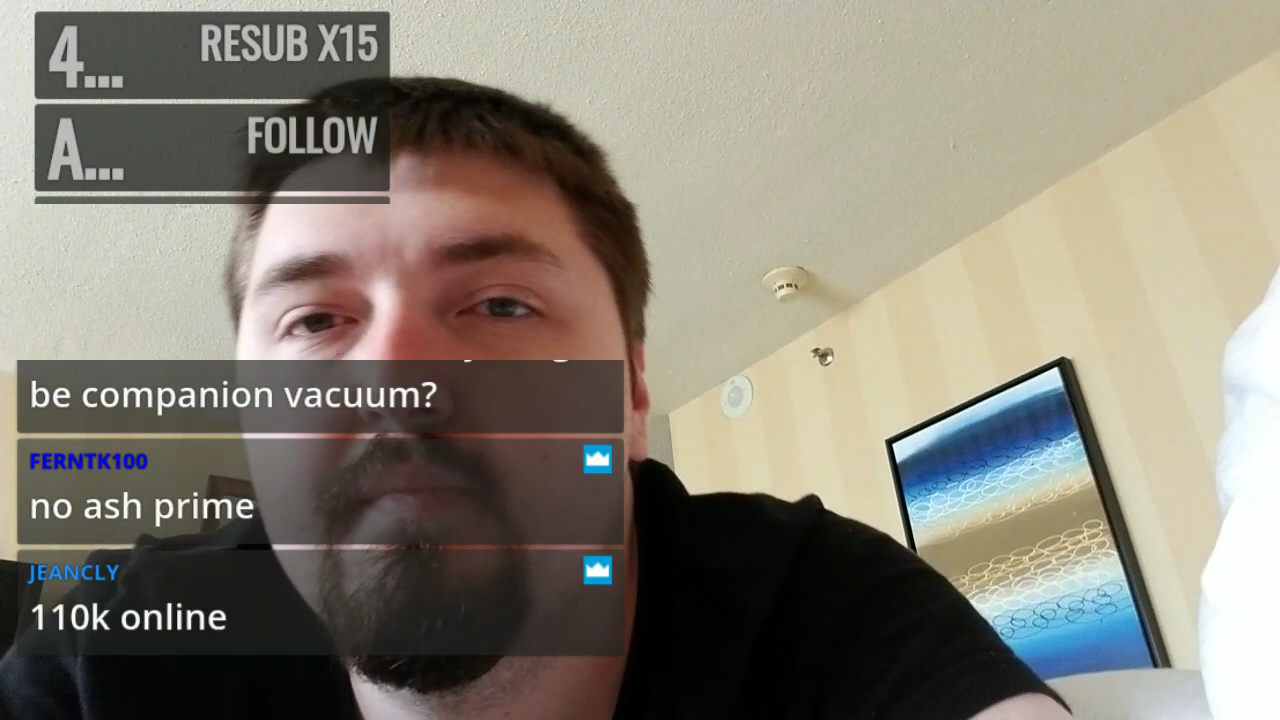 4... RESUB X15
A... FOLLOW
be companion vacuum?
FERNTK100
no ash prime
JEANCLY
110k online